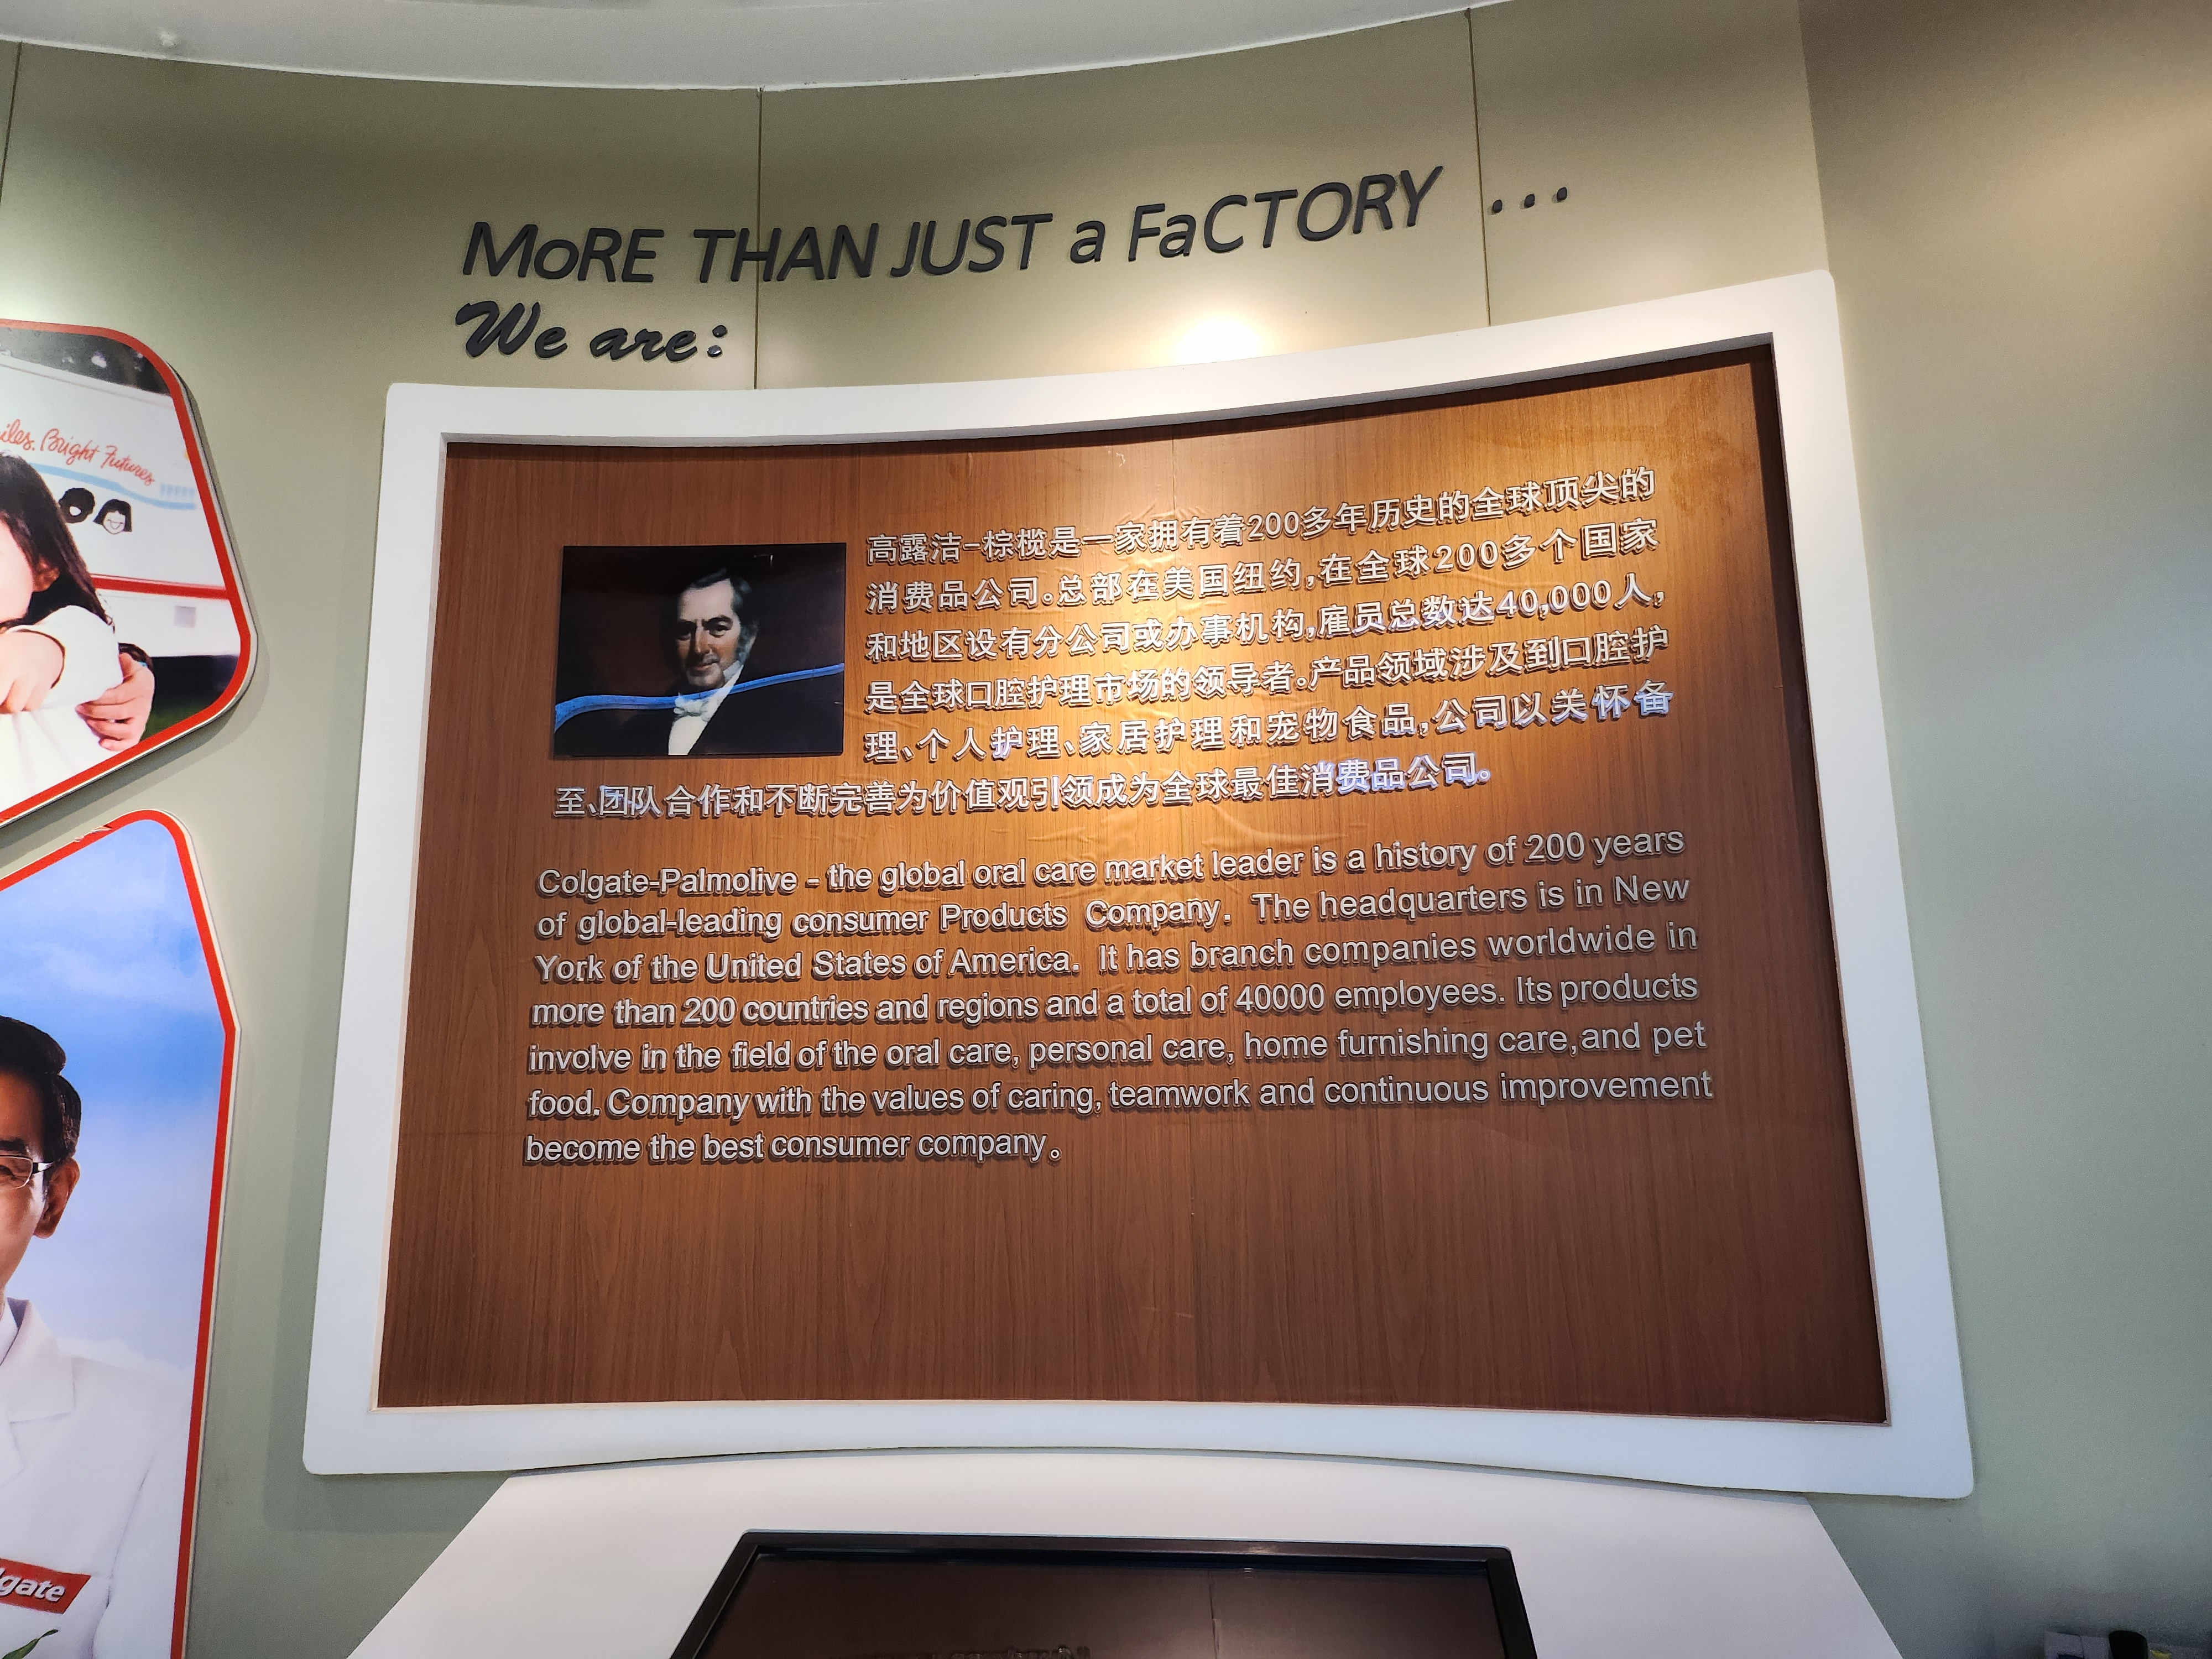 MoRE THAN JUST a FaCTORY ...
We are:
Bright Futures
高露洁-棕榄是一家拥有着200多年历史的全球顶尖的
消费品公司。总部在美国纽约,在全球200多个国家
和地区设有分公司或办事机构,雇员总数达40,000人,
是全球口腔护理市场的领导者。产品领域涉及到口腔护
理、个人护理、家居护理和宠物食品,公司以关怀备
至、团队合作和不断完善为价值观引领成为全球最佳消费品公司。
Colgate-Palmolive - the global oral care market leader is a history of 200 years
of global-leading consumer Products Company. The headquarters is in New
York of the United States of America. It has branch companies worldwide in
more than 200 countries and regions and a total of 40000 employees. Its products
involve in the field of the oral care, personal care, home furnishing care,and pet
food. Company with the values of caring, teamwork and continuous improvement
become the best consumer company。